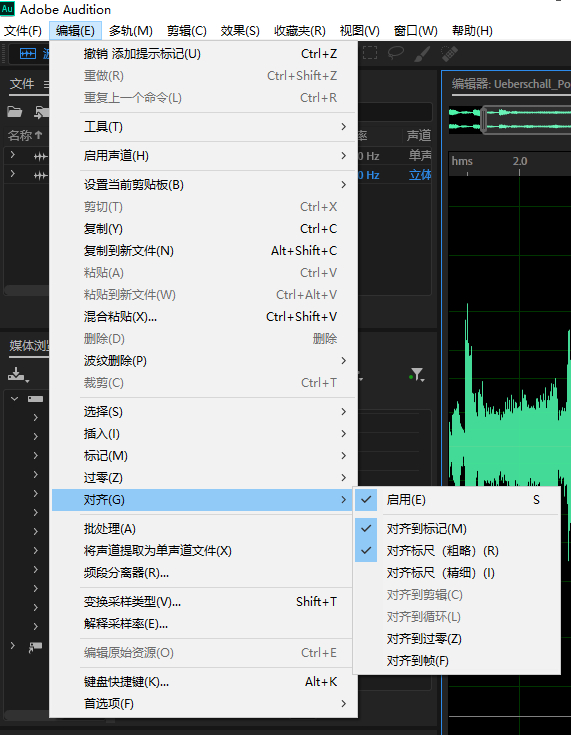 Au Adobe Audition
文件(F) 编辑(E) 多轨(M) 剪辑(C) 效果(S) 收藏夹(R) 视图(V) 窗口(W) 帮助(H)
撤销 添加提示标记(U) Ctrl+Z
重做(R) Ctrl+Shift+Z
重复上一个命令(L) Ctrl+R
文件
编辑器: Ueberschall_Po
工具(T)
名称
率 声道
启用声道(H)
0 Hz 单声
hms 2.0
0 Hz 立体
设置当前剪贴板(B)
剪切(T) Ctrl+X
复制(Y) Ctrl+C
复制到新文件(N) Alt+Shift+C
粘贴(A) Ctrl+V
粘贴到新文件(W) Ctrl+Alt+V
混合粘贴(X)... Ctrl+Shift+V
删除(D) 删除
媒体浏
波纹删除(P)
裁剪(C) Ctrl+T
选择(S)
插入(I)
标记(M)
过零(Z)
对齐(G)
启用(E) S
对齐到标记(M)
对齐标尺（粗略）(R)
对齐标尺（精细）(I)
对齐到剪辑(C)
对齐到循环(L)
对齐到过零(Z)
对齐到帧(F)
批处理(A)
将声道提取为单声道文件(X)
频段分离器(R)...
变换采样类型(V)... Shift+T
解释采样率(E)...
编辑原始资源(O) Ctrl+E
键盘快捷键(K)... Alt+K
首选项(F)